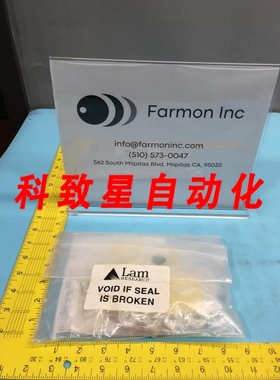 Farmon Inc
info@farmoninc.com
(510) 573-0047
562 South Milpitas Blvd, Milpitas CA, 95035
科致星自动化
Lam
RESEARCH
VOID IF SEAL
IS BROKEN